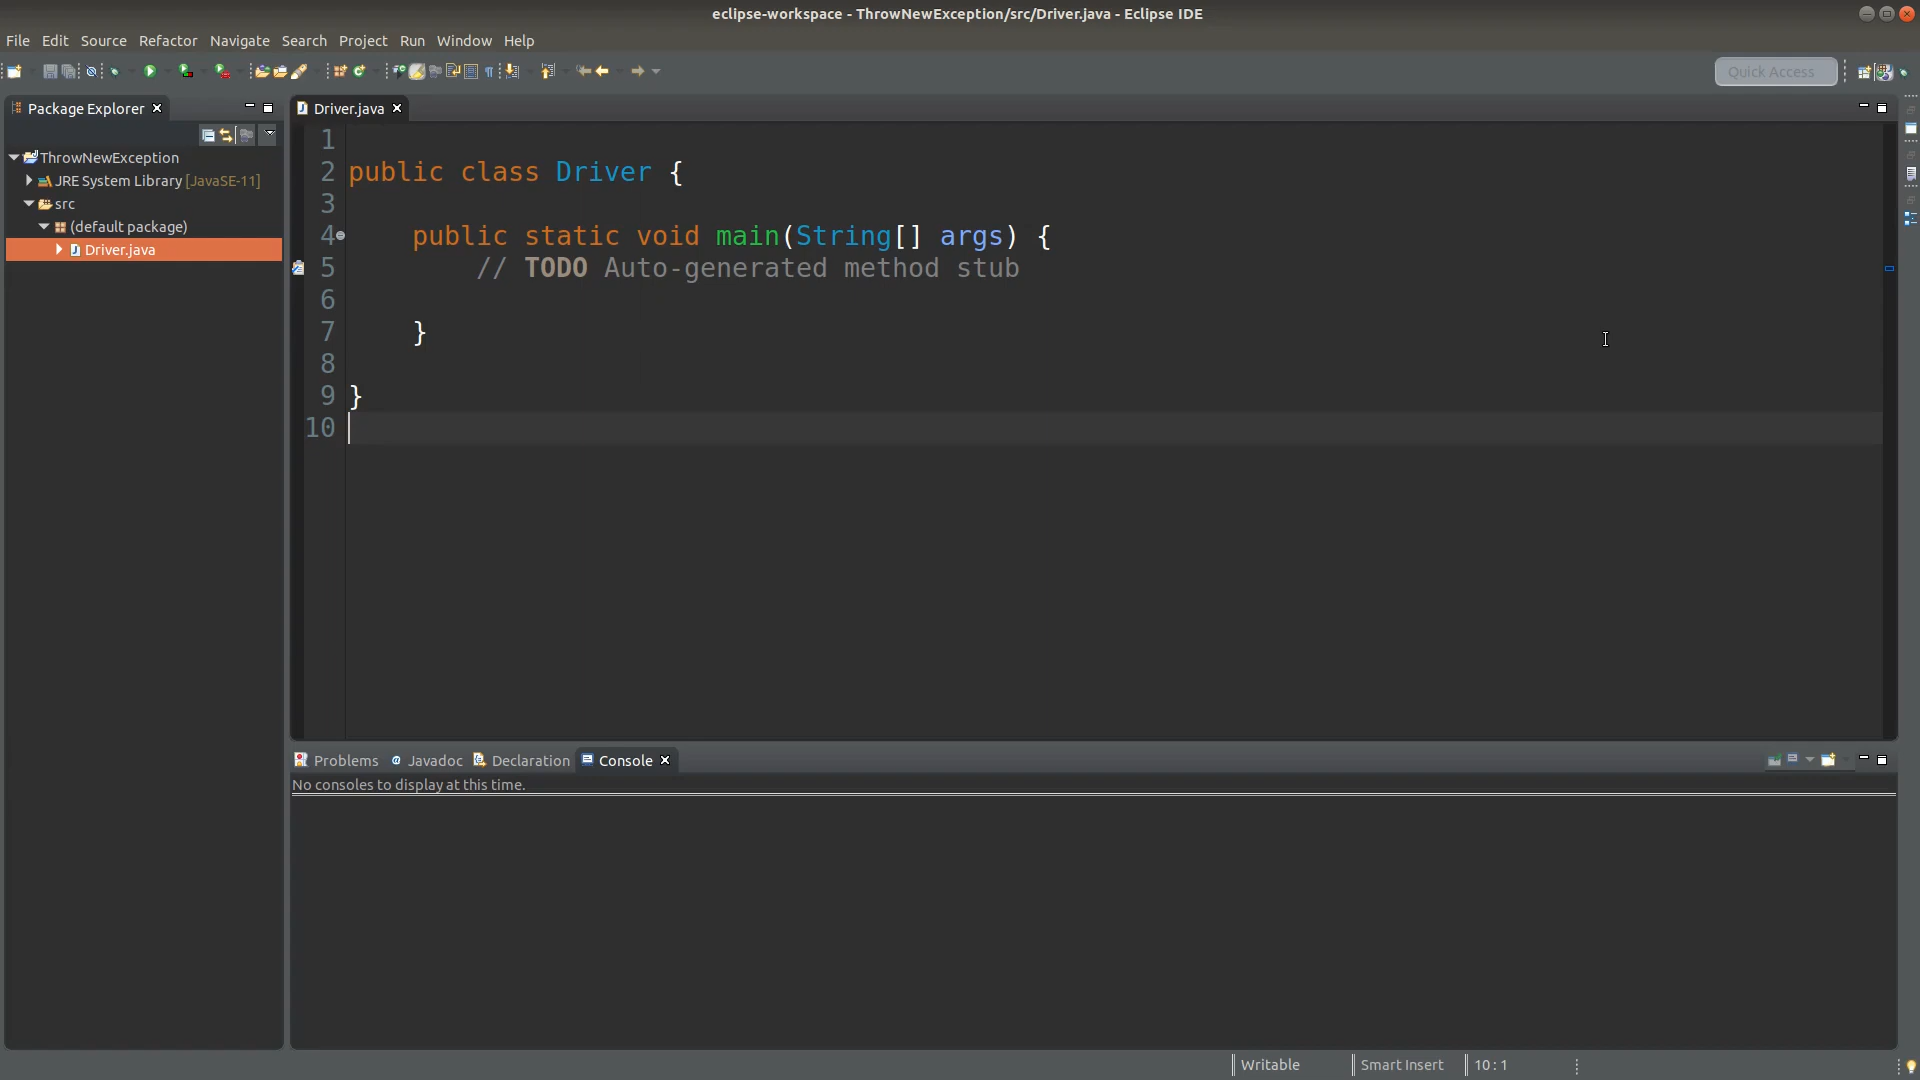 eclipse-workspace - ThrowNewException/src/Driver.java - Eclipse IDE
File Edit Source Refactor Navigate Search Project Run Window Help
Quick Access
Package Explorer
Driver.java
ThrowNewException
JRE System Library [JavaSE-11]
src
(default package)
Driver.java
1
2 public class Driver {
3
4 public static void main(String[] args) {
5 // TODO Auto-generated method stub
6
7 }
8
9 }
10
Problems @ Javadoc Declaration Console
No consoles to display at this time.
Writable Smart Insert 10 : 1